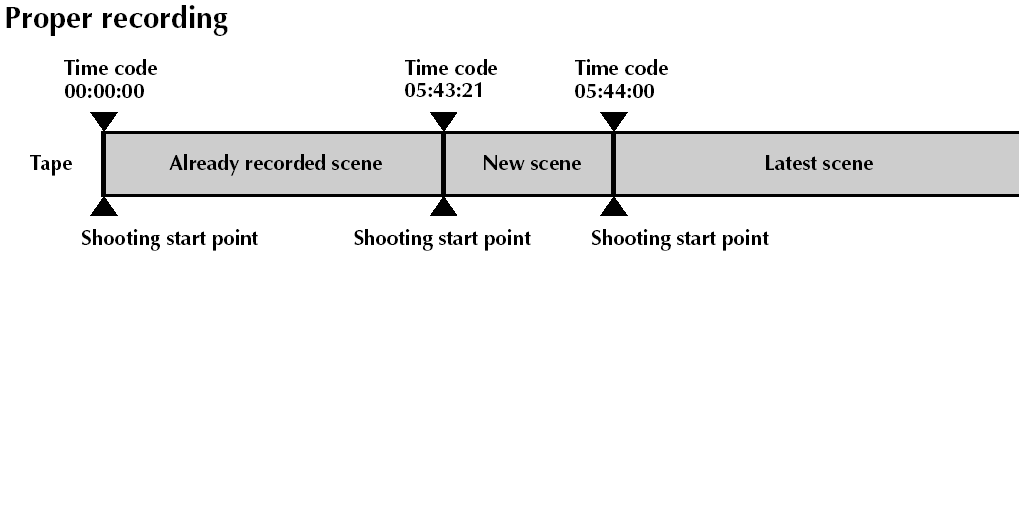 Proper recording
Time code
00:00:00
Time code
05:43:21
Time code
05:44:00
Tape
Already recorded scene
New scene
Latest scene
Shooting start point
Shooting start point
Shooting start point